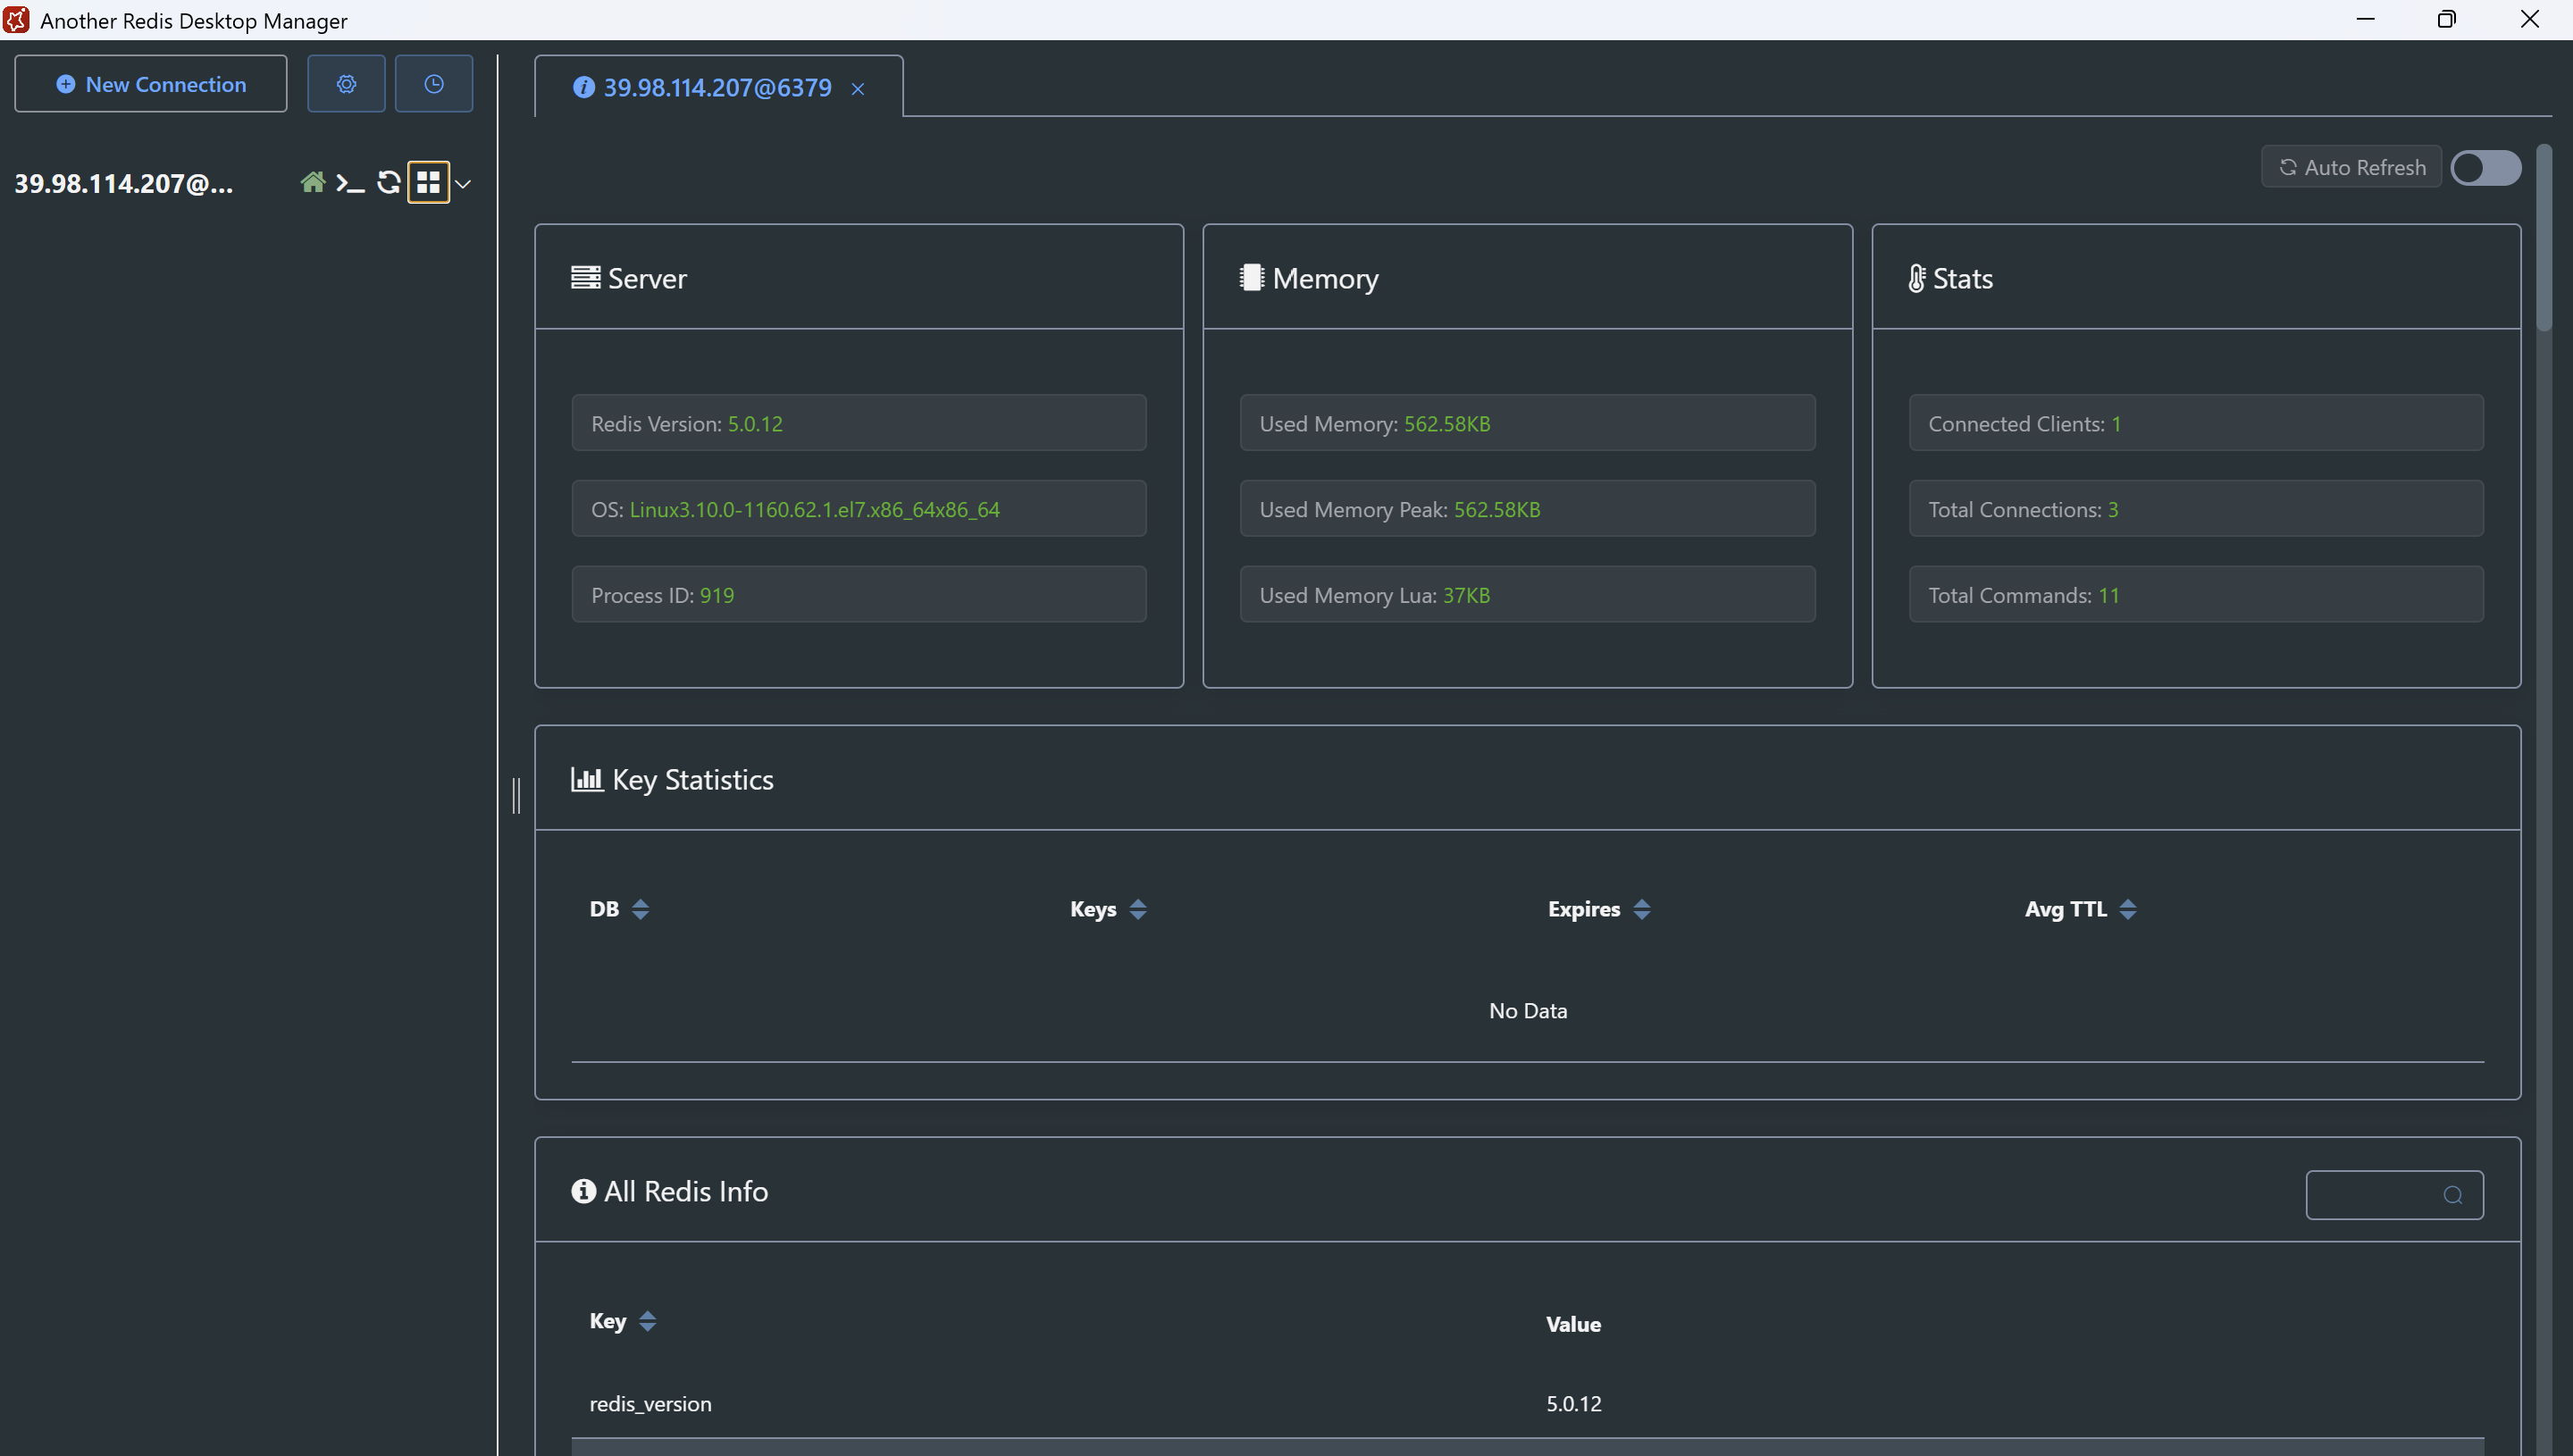 Another Redis Desktop Manager
New Connection
39.98.114.207@6379
39.98.114.207@...
Auto Refresh
Server
Redis Version: 5.0.12
OS: Linux3.10.0-1160.62.1.el7.x86_64x86_64
Process ID: 919
Memory
Used Memory: 562.58KB
Used Memory Peak: 562.58KB
Used Memory Lua: 37KB
Stats
Connected Clients: 1
Total Connections: 3
Total Commands: 11
Key Statistics
DB Keys Expires Avg TTL
No Data
All Redis Info
Key Value
redis_version 5.0.12